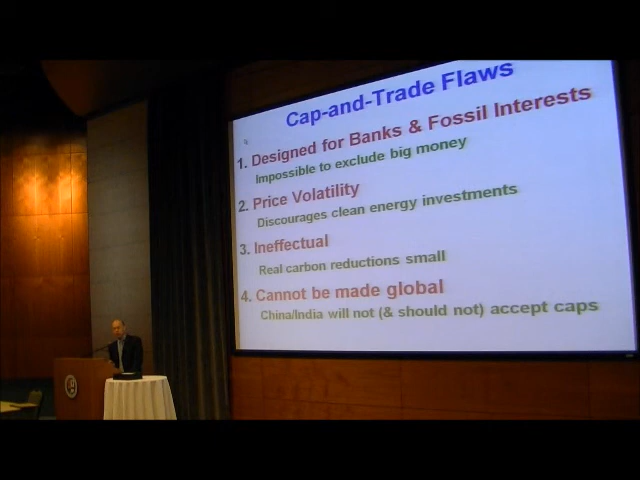 Cap-and-Trade Flaws
1. Designed for Banks & Fossil Interests
Impossible to exclude big money
2. Price Volatility
Discourages clean energy investments
3. Ineffectual
Real carbon reductions small
4. Cannot be made global
China/India will not (& should not) accept caps